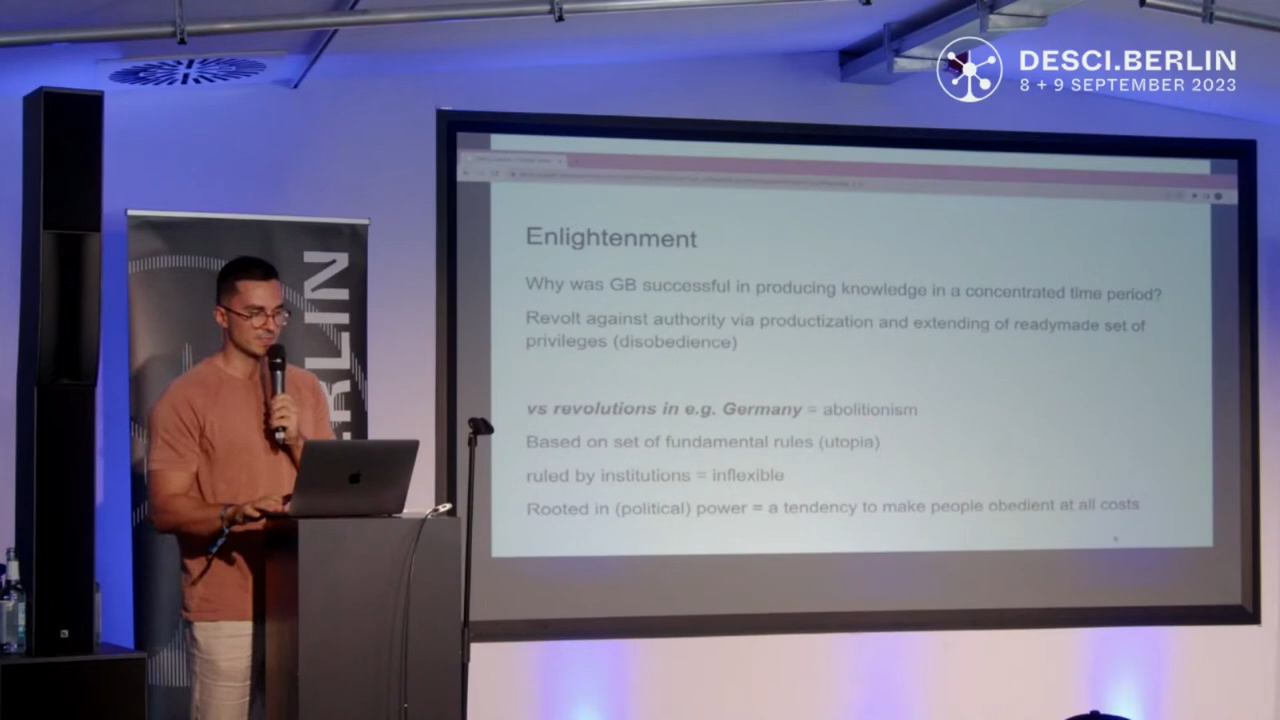 DESCI.BERLIN
8 + 9 SEPTEMBER 2023
RLIN
Enlightenment
Why was GB successful in producing knowledge in a concentrated time period?
Revolt against authority via productization and extending of readymade set of
privileges (disobedience)
vs revolutions in e.g. Germany = abolitionism
Based on set of fundamental rules (utopia)
ruled by institutions = inflexible
Rooted in (political) power = a tendency to make people obedient at all costs